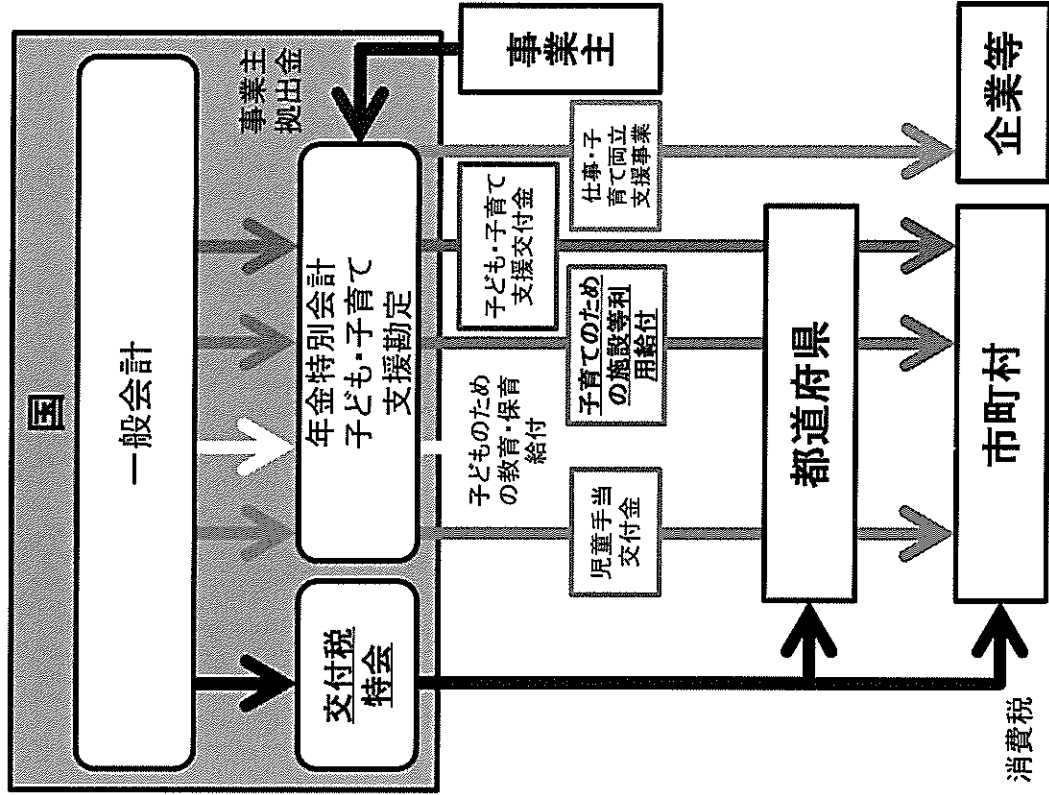 国
一般会計
交付税
特会
年金特別会計
子ども・子育て
支援勘定
事業主
拠出金
事業主
児童手当
交付金
子どものため
の教育・保育
給付
子育てのため
の施設等利
用給付
子ども・子育て
支援交付金
仕事・子
育て両立
支援事業
都道府県
市町村
企業等
消費税